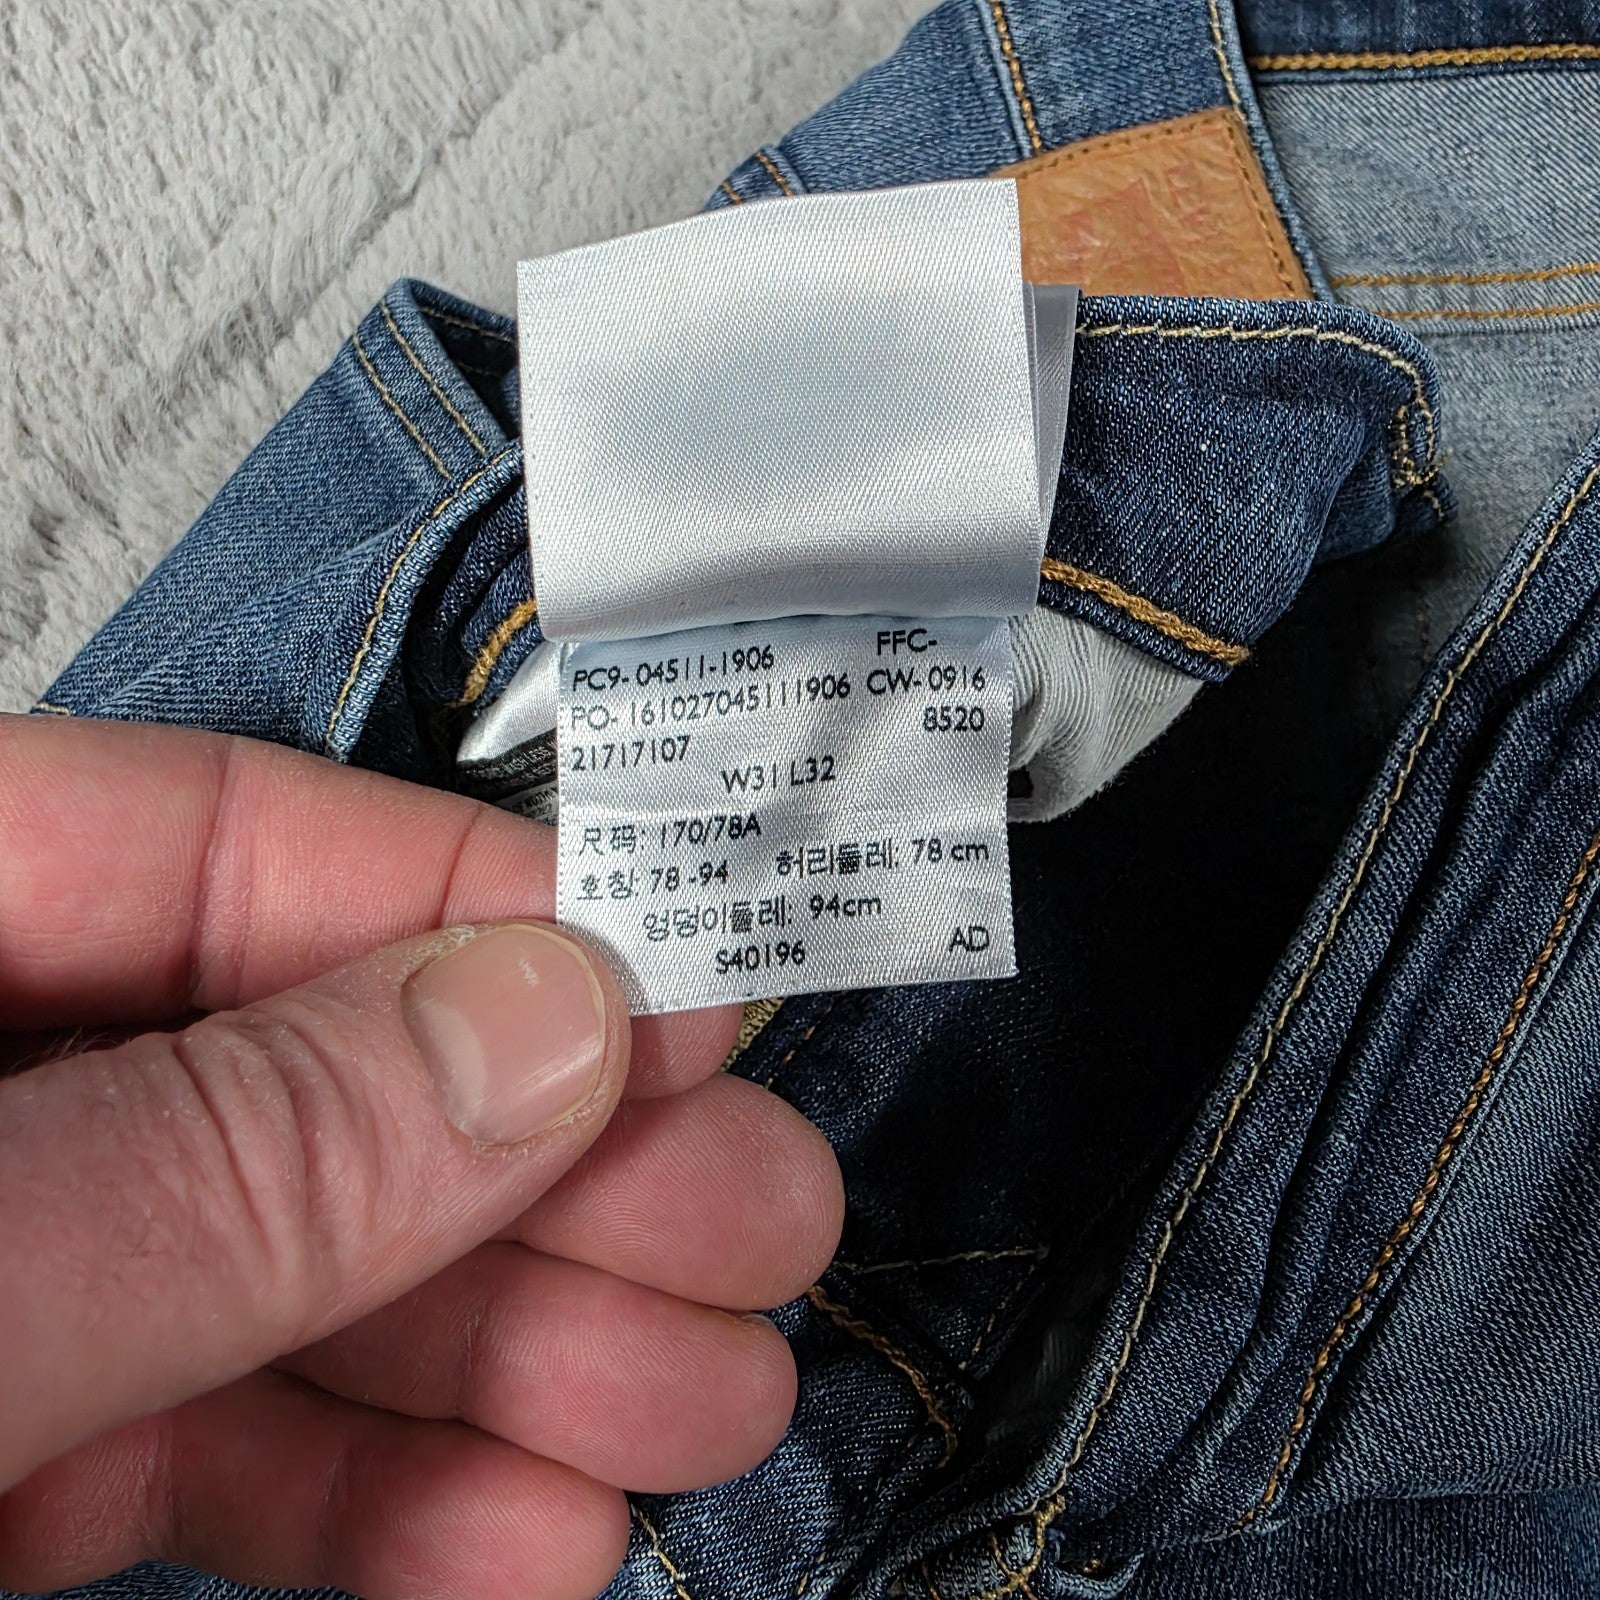 PC9- 04511-1906 FFC-
PO- 161027045111906 CW- 0916
21717107 8520
W31 L32
尺码: 170/78A
호칭: 78 -94 허리둘레: 78 cm
엉덩이둘레: 94cm
S40196 AD